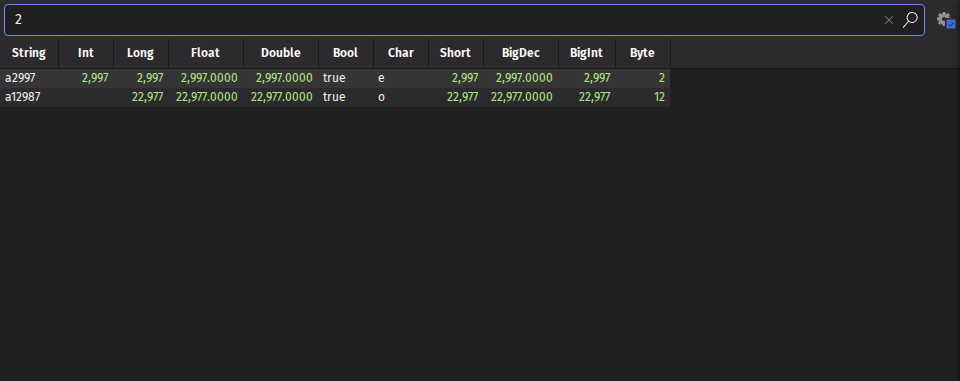 2
String Int Long Float Double Bool Char Short BigDec BigInt Byte
a2997 2,997 2,997 2,997.0000 2,997.0000 true e 2,997 2,997.0000 2,997 2
a12987 22,977 22,977.0000 22,977.0000 true o 22,977 22,977.0000 22,977 12